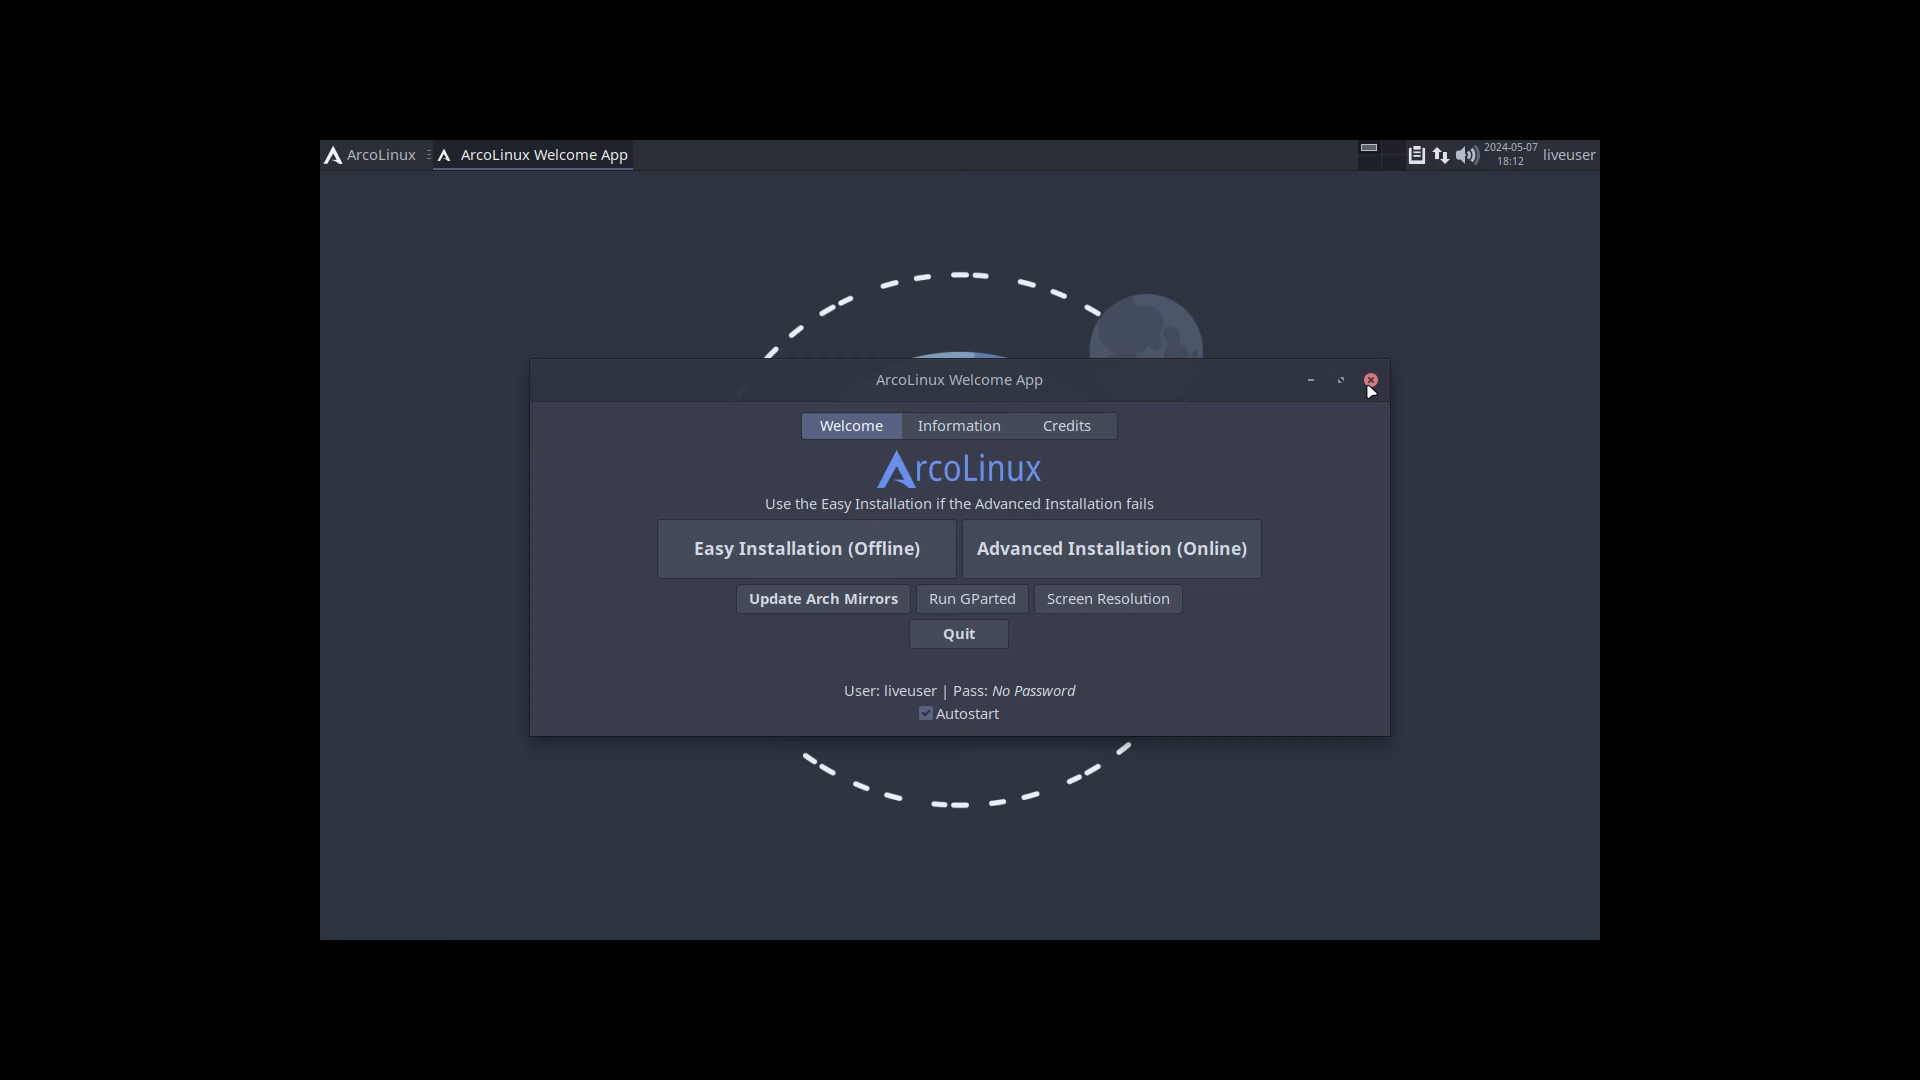 ArcoLinux
ArcoLinux Welcome App
2024-05-07
18:12
liveuser
ArcoLinux Welcome App
Welcome
Information
Credits
ArcoLinux
Use the Easy Installation if the Advanced Installation fails
Easy Installation (Offline)
Advanced Installation (Online)
Update Arch Mirrors
Run GParted
Screen Resolution
Quit
User: liveuser | Pass: No Password
Autostart